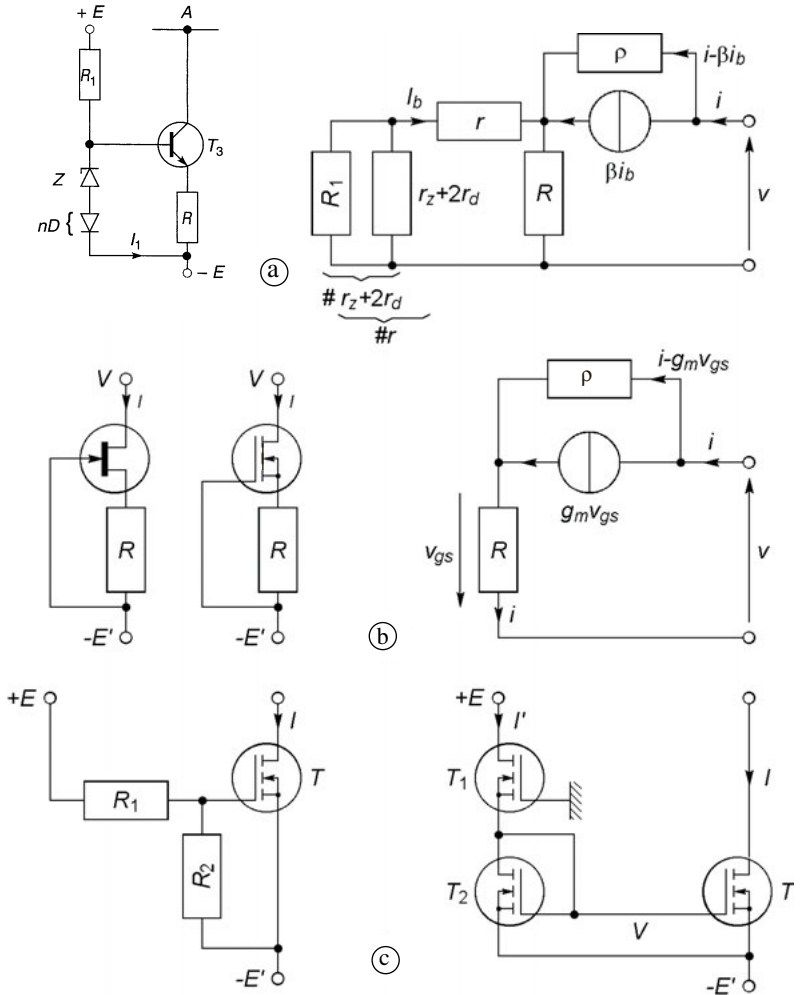 + E
A
R1
T3
Z
R
nD {
I1
– E
a
ρ
i-βib
Ib
r
i
βib
R1
rz+2rd
R
v
# rz+2rd
#r
V
I
R
-E'
V
I
R
-E'
b
ρ
i-gmvgs
i
gmvgs
vgs
R
i
v
+E
I
T
R1
R2
-E'
c
+E
I'
T1
I
T2
T
V
-E'